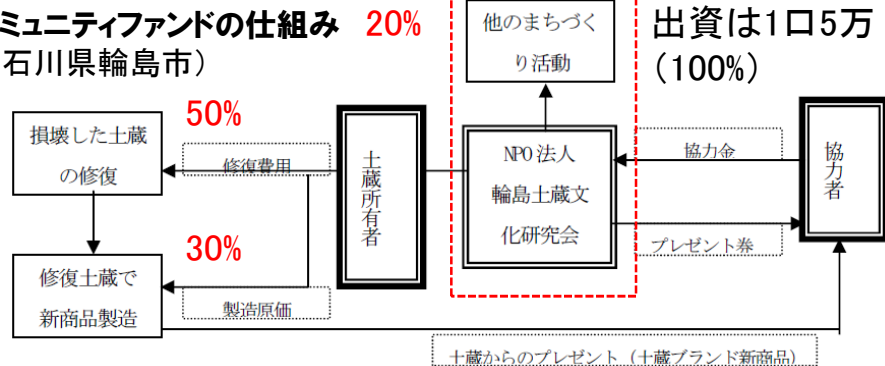 ミュニティファンドの仕組み 20%
石川県輪島市)
他のまちづく
り活動
出資は1口5万
(100%)
50%
損壊した土蔵
の修復
修復費用
土蔵所有者
NPO 法人
輪島土蔵文
化研究会
協力金
協力者
プレゼント券
30%
修復土蔵で
新商品製造
製造原価
土蔵からのプレゼント(土蔵ブランド新商品)